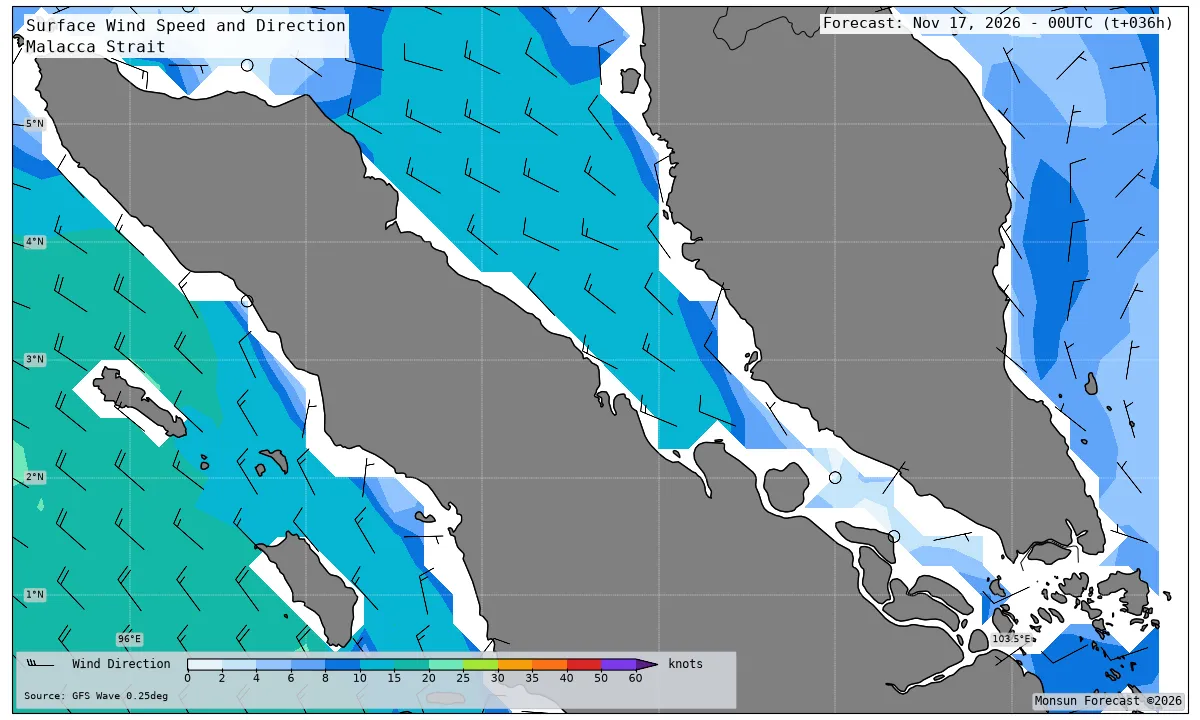 Surface Wind Speed and Direction
Malacca Strait
Forecast: Nov 17, 2026 - 00UTC (t+036h)
5°N
4°N
3°N
2°N
1°N
96°E
103.5°E
Wind Direction
0 2 4 6 8 10 15 20 25 30 35 40 50 60
knots
Source: GFS Wave 0.25deg
Monsun Forecast ©2026